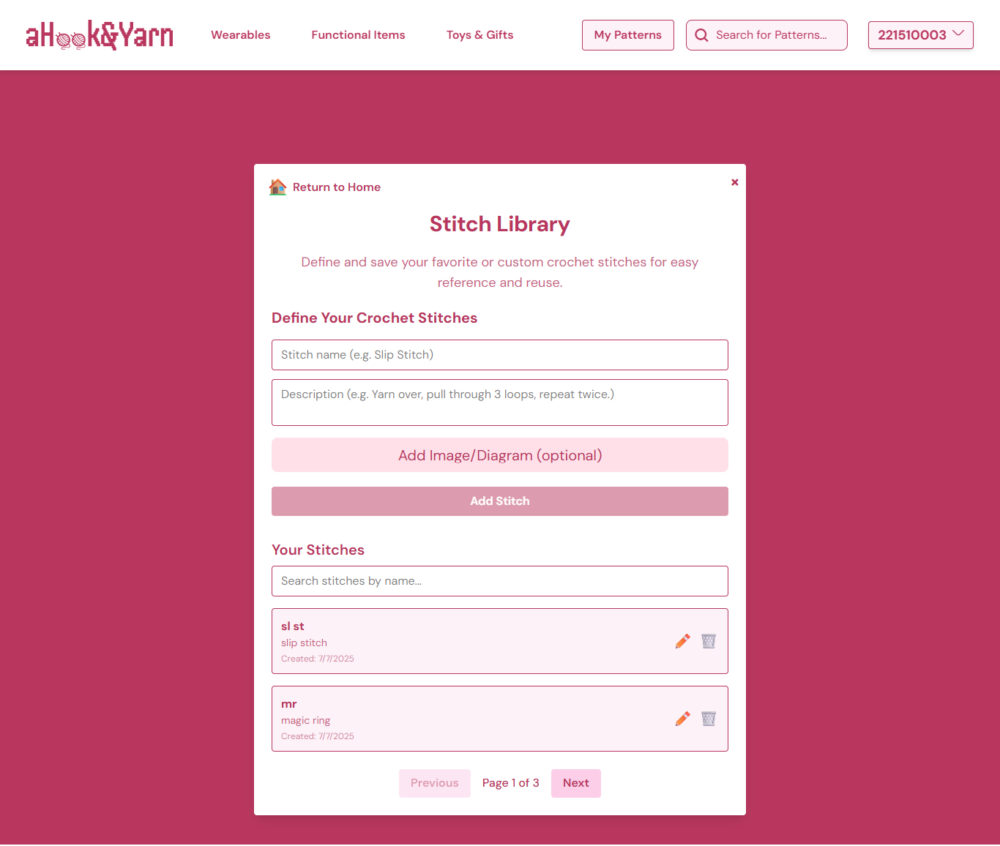 aHook&Yarn
Wearables
Functional Items
Toys & Gifts
My Patterns
Search for Patterns...
221510003
Return to Home
×
Stitch Library
Define and save your favorite or custom crochet stitches for easy
reference and reuse.
Define Your Crochet Stitches
Stitch name (e.g. Slip Stitch)
Description (e.g. Yarn over, pull through 3 loops, repeat twice.)
Add Image/Diagram (optional)
Add Stitch
Your Stitches
Search stitches by name...
sl st
slip stitch
Created: 7/7/2025
mr
magic ring
Created: 7/7/2025
Previous
Page 1 of 3
Next